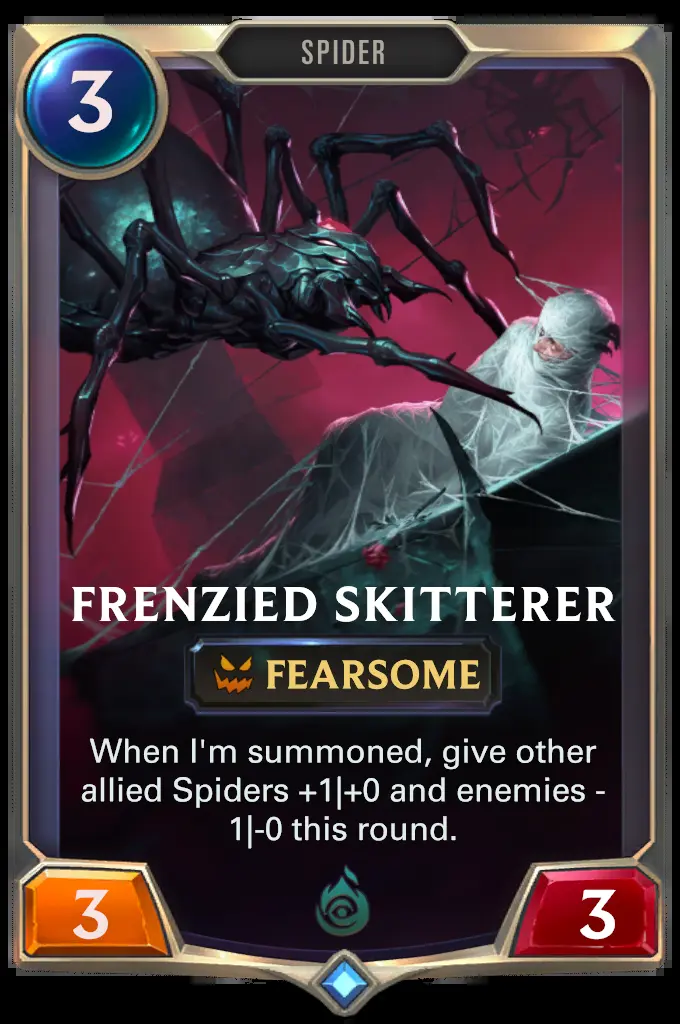 SPIDER
3
FRENZIED SKITTERER
FEARSOME
When I'm summoned, give other
allied Spiders +1|+0 and enemies -
1|-0 this round.
3
3